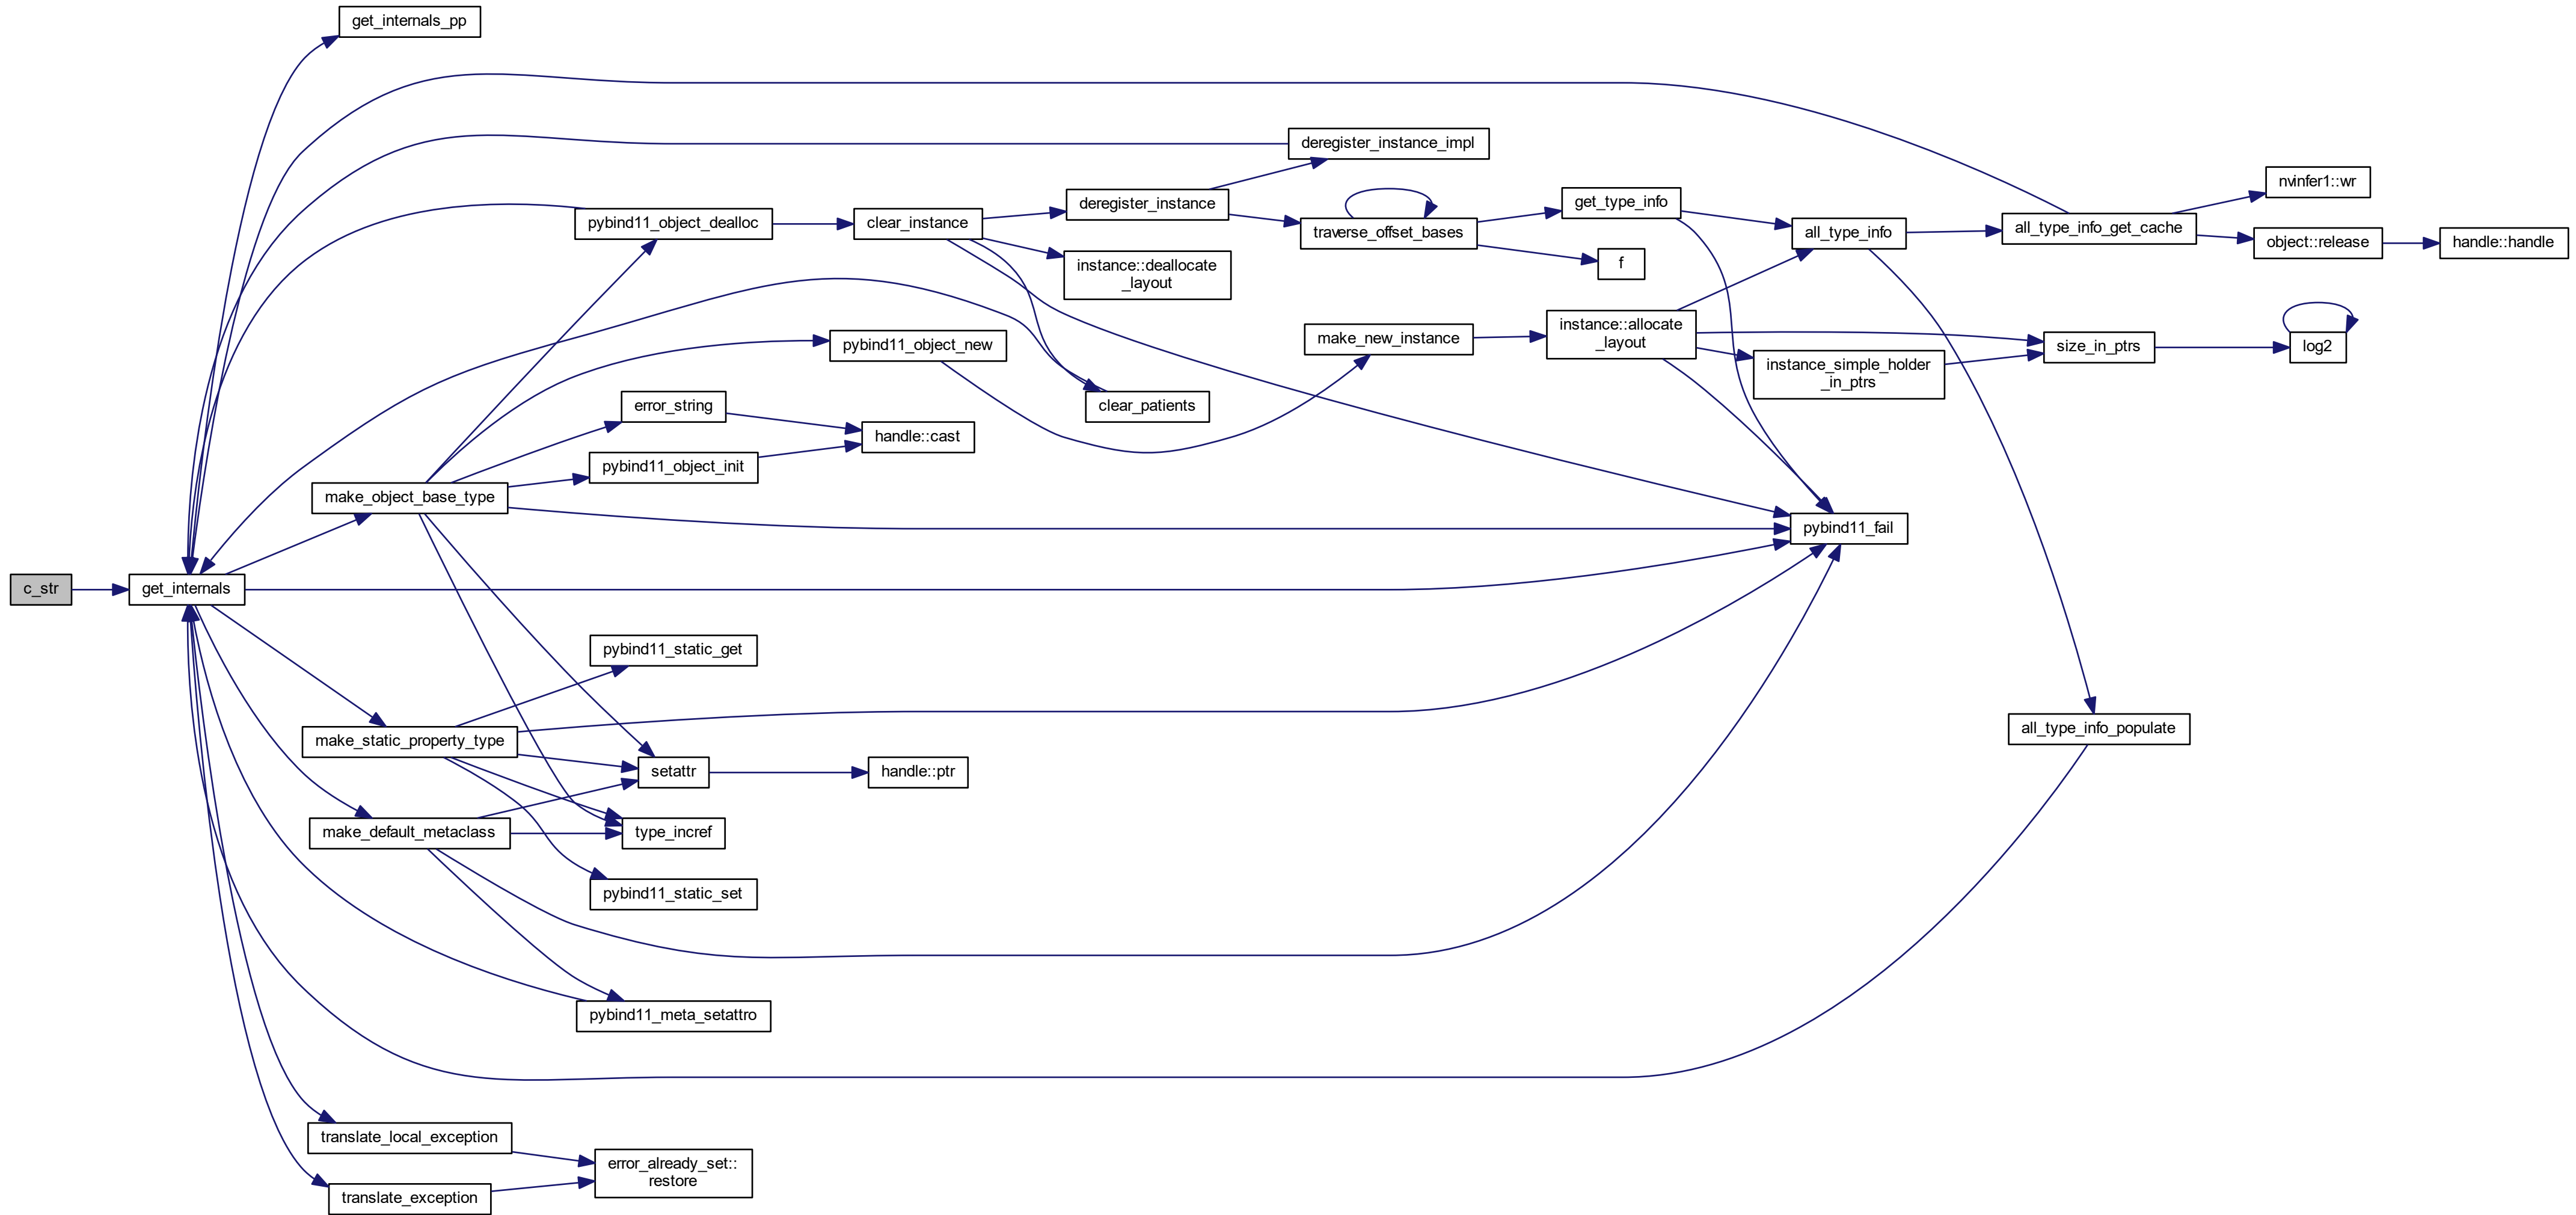 get_internals_pp
deregister_instance_impl
nvinfer1::wr
deregister_instance
get_type_info
pybind11_object_dealloc
clear_instance
traverse_offset_bases
all_type_info
all_type_info_get_cache
object::release
handle::handle
instance::deallocate
_layout
f
pybind11_object_new
make_new_instance
instance::allocate
_layout
size_in_ptrs
log2
instance_simple_holder
_in_ptrs
error_string
clear_patients
handle::cast
pybind11_object_init
make_object_base_type
pybind11_fail
c_str
get_internals
pybind11_static_get
make_static_property_type
all_type_info_populate
setattr
handle::ptr
make_default_metaclass
type_incref
pybind11_static_set
pybind11_meta_setattro
translate_local_exception
error_already_set::
restore
translate_exception